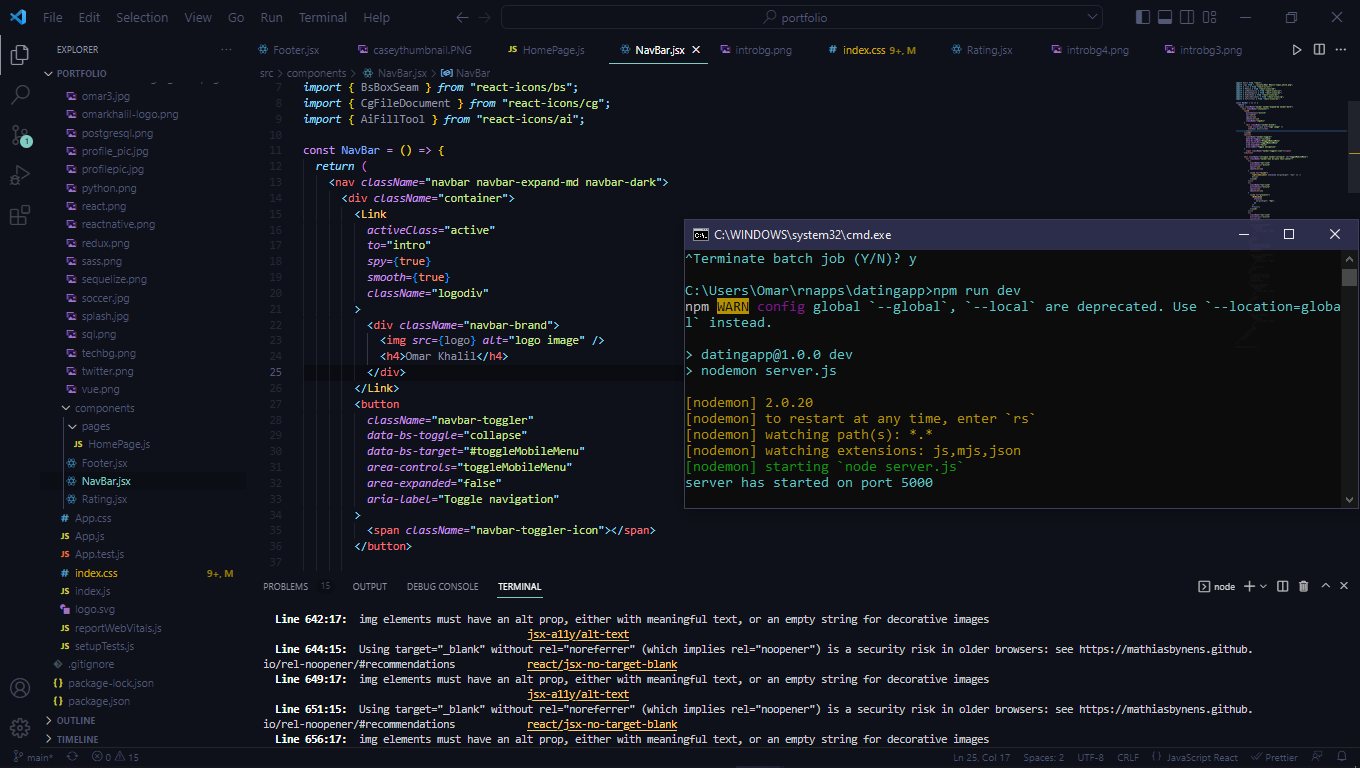 File Edit Selection View Go Run Terminal Help
portfolio
EXPLORER
PORTFOLIO
omar3.jpg
omarkhalil-logo.png
postgresql.png
profile_pic.jpg
profilepic.jpg
python.png
react.png
reactnative.png
redux.png
sass.png
sequelize.png
soccer.jpg
splash.jpg
sql.png
techbg.png
twitter.png
vue.png
components
pages
JS HomePage.js
Footer.jsx
NavBar.jsx
Rating.jsx
# App.css
JS App.js
JS App.test.js
# index.css 9+, M
JS index.js
logo.svg
JS reportWebVitals.js
JS setupTests.js
.gitignore
{} package-lock.json
{} package.json
OUTLINE
TIMELINE
Footer.jsx caseythumbnail.PNG JS HomePage.js NavBar.jsx introbg.png # index.css 9+, M Rating.jsx introbg4.png introbg3.png
src > components > NavBar.jsx > NavBar
7 import { BsBoxSeam } from "react-icons/bs";
8 import { CgFileDocument } from "react-icons/cg";
9 import { AiFillTool } from "react-icons/ai";
10
11 const NavBar = () => {
12 return (
13 <nav className="navbar navbar-expand-md navbar-dark">
14 <div className="container">
15 <Link
16 activeClass="active"
17 to="intro"
18 spy={true}
19 smooth={true}
20 className="logodiv"
21 >
22 <div className="navbar-brand">
23 <img src={logo} alt="logo image" />
24 <h4>Omar Khalil</h4>
25 </div>
26 </Link>
27 <button
28 className="navbar-toggler"
29 data-bs-toggle="collapse"
30 data-bs-target="#toggleMobileMenu"
31 area-controls="toggleMobileMenu"
32 area-expanded="false"
33 aria-label="Toggle navigation"
34 >
35 <span className="navbar-toggler-icon"></span>
36 </button>
37
C:\WINDOWS\system32\cmd.exe
^Terminate batch job (Y/N)? y
C:\Users\Omar\rnapps\datingapp>npm run dev
npm WARN config global `--global`, `--local` are deprecated. Use `--location=globa
l` instead.
> datingapp@1.0.0 dev
> nodemon server.js
[nodemon] 2.0.20
[nodemon] to restart at any time, enter `rs`
[nodemon] watching path(s): *.*
[nodemon] watching extensions: js,mjs,json
[nodemon] starting `node server.js`
server has started on port 5000
PROBLEMS 15 OUTPUT DEBUG CONSOLE TERMINAL node
Line 642:17: img elements must have an alt prop, either with meaningful text, or an empty string for decorative images
jsx-a11y/alt-text
Line 644:15: Using target="_blank" without rel="noreferrer" (which implies rel="noopener") is a security risk in older browsers: see https://mathiasbynens.github.
io/rel-noopener/#recommendations react/jsx-no-target-blank
Line 649:17: img elements must have an alt prop, either with meaningful text, or an empty string for decorative images
jsx-a11y/alt-text
Line 651:15: Using target="_blank" without rel="noreferrer" (which implies rel="noopener") is a security risk in older browsers: see https://mathiasbynens.github.
io/rel-noopener/#recommendations react/jsx-no-target-blank
Line 656:17: img elements must have an alt prop, either with meaningful text, or an empty string for decorative images
main* 0 15 Ln 25, Col 17 Spaces: 2 UTF-8 CRLF {} JavaScript React Prettier